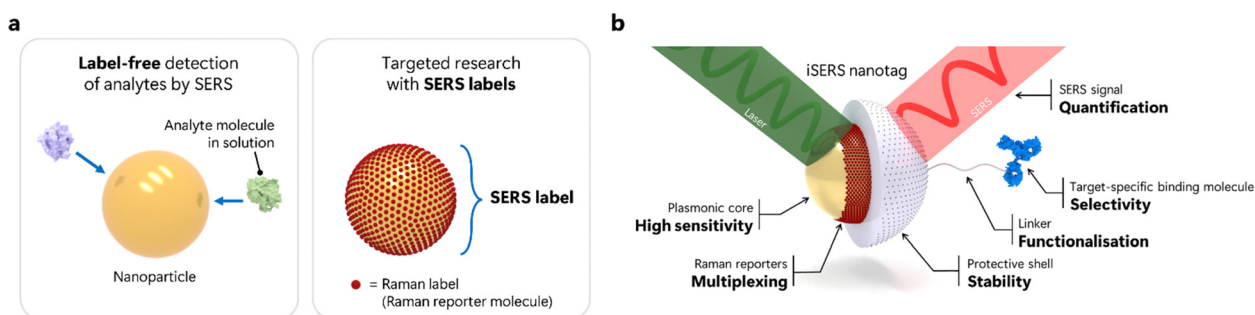 a
Label-free detection
of analytes by SERS
Analyte molecule
in solution
Nanoparticle
Targeted research
with SERS labels
SERS label
= Raman label
(Raman reporter molecule)
b
iSERS nanotag
Laser
SERS
SERS signal
Quantification
Target-specific binding molecule
Selectivity
Linker
Functionalisation
Plasmonic core
High sensitivity
Raman reporters
Multiplexing
Protective shell
Stability